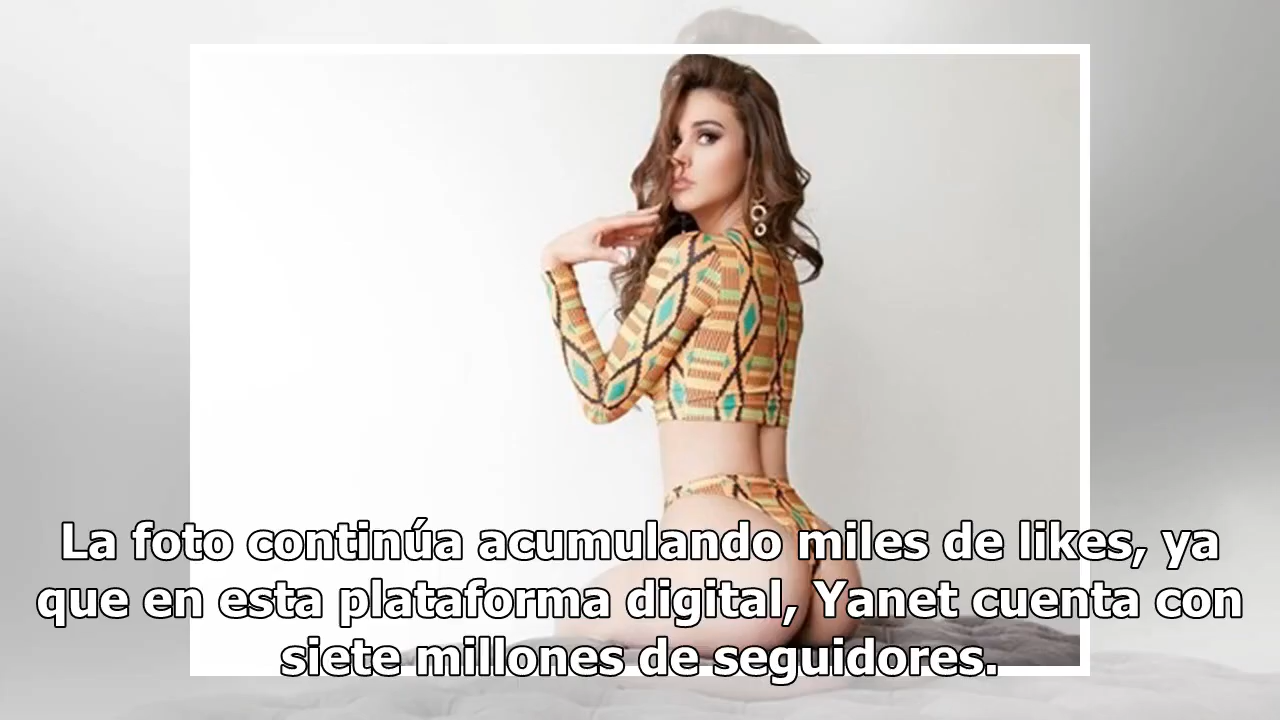 La foto continúa acumulando miles de likes, ya
que en esta plataforma digital, Yanet cuenta con
siete millones de seguidores.